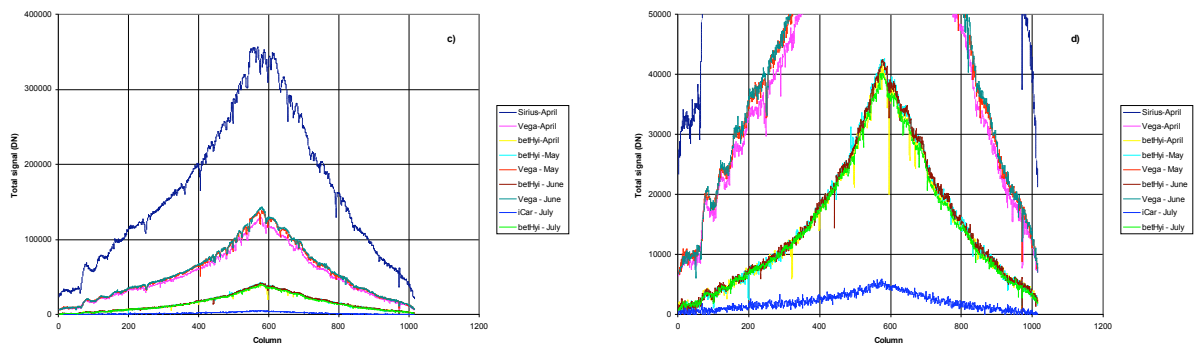 c)
400000
300000
200000
100000
0
Total signal (DN)
0 200 400 600 800 1000 1200
Column
Sirius-April
Vega-April
betHyi-April
betHyi -May
Vega - May
betHyi - June
Vega - June
iCar - July
betHyi - July
d)
50000
40000
30000
20000
10000
0
Total signal (DN)
0 200 400 600 800 1000 1200
Column
Sirius-April
Vega-April
betHyi-April
betHyi -May
Vega - May
betHyi - June
Vega - June
iCar - July
betHyi - July